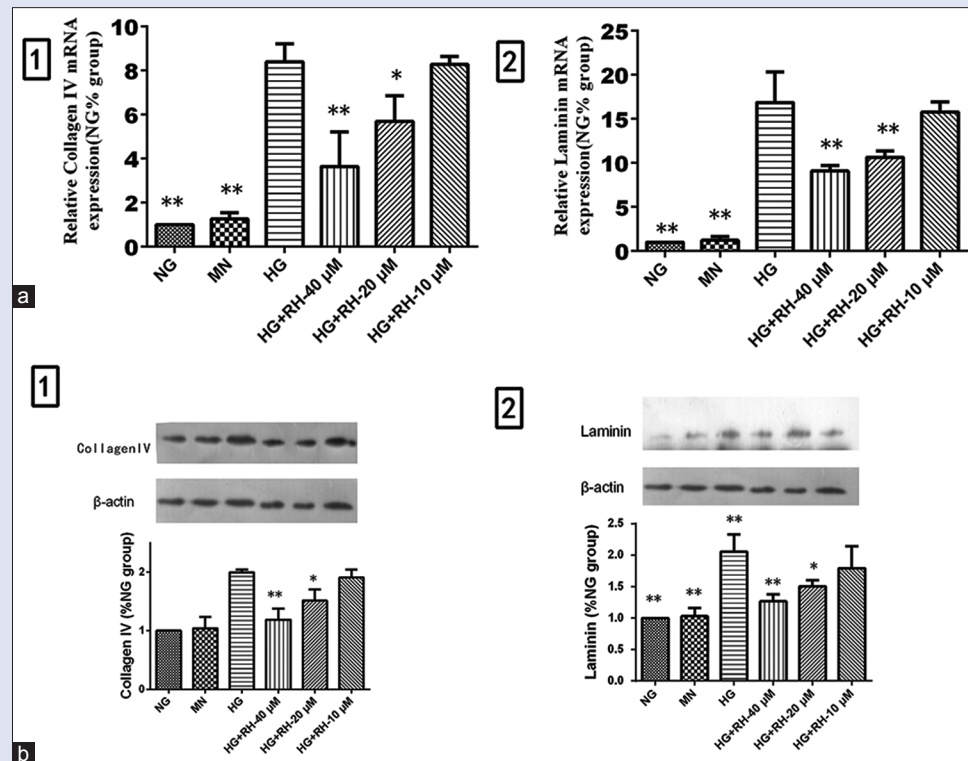 1
Relative Collagen IV mRNA
expression(NG% group)
10
8
6
4
2
0
**
**
**
*
NG
MN
HG
HG+RH-40 μM
HG+RH-20 μM
HG+RH-10 μM
2
Relative Laminin mRNA
expression(NG% group)
25
20
15
10
5
0
**
**
**
**
NG
MN
HG
HG+RH-40 μM
HG+RH-20 μM
HG+RH-10 μM
a
1
CollagenIV
β-actin
Collagen IV (%NG group)
2
1
0
**
*
NG
MN
HG
HG+RH-40 μM
HG+RH-20 μM
HG+RH-10 μM
2
Laminin
β-actin
Laminin (%NG group)
2.5
2.0
1.5
1.0
0.5
0.0
**
**
**
**
*
NG
MN
HG
HG+RH-40 μM
HG+RH-20 μM
HG+RH-10 μM
b